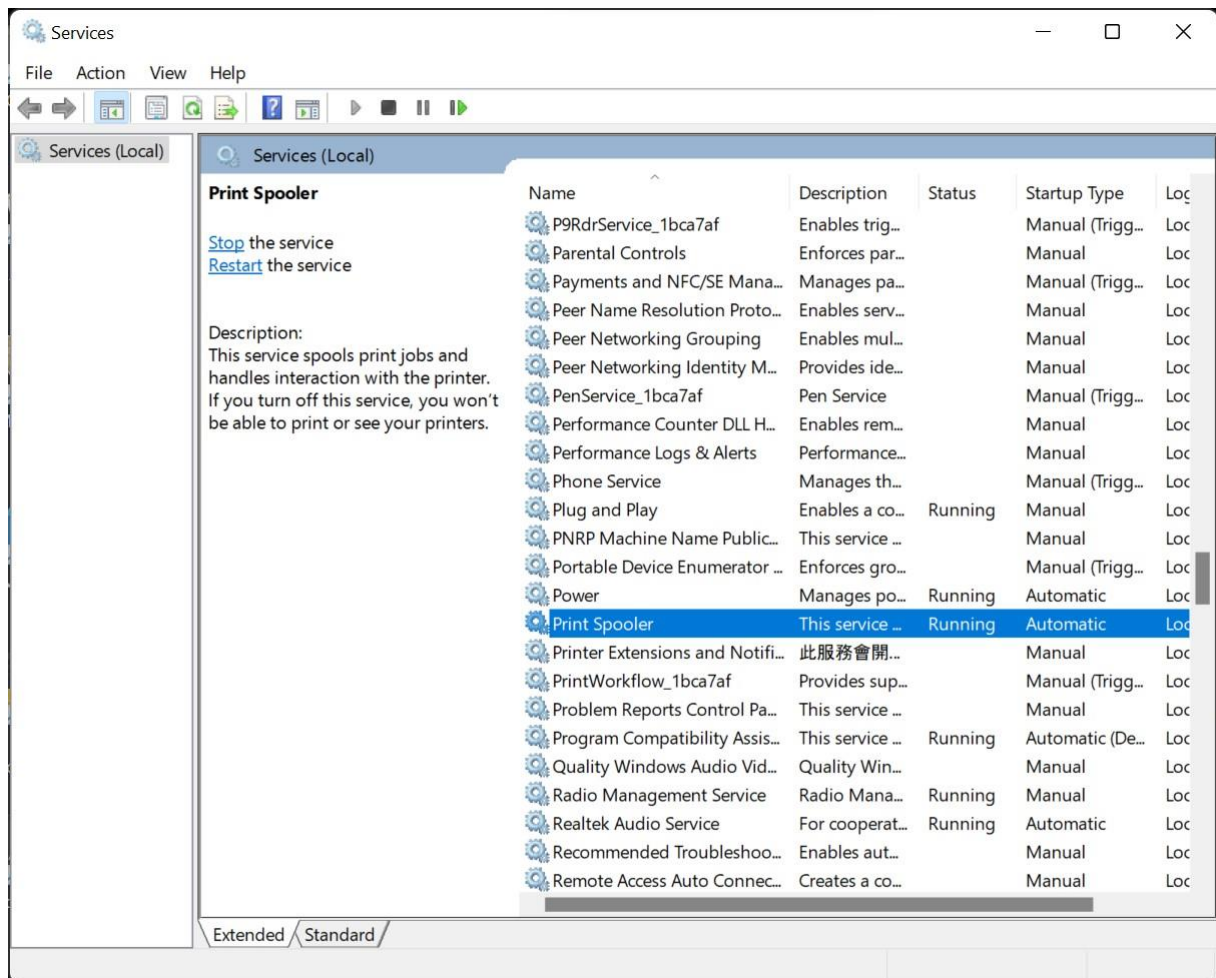 Services
File Action View Help
Services (Local)
Services (Local)
Print Spooler
Stop the service
Restart the service
Description:
This service spools print jobs and
handles interaction with the printer.
If you turn off this service, you won't
be able to print or see your printers.
Name Description Status Startup Type Log
P9RdrService_1bca7af Enables trig... Manual (Trigg... Loc
Parental Controls Enforces par... Manual Loc
Payments and NFC/SE Mana... Manages pa... Manual (Trigg... Loc
Peer Name Resolution Proto... Enables serv... Manual Loc
Peer Networking Grouping Enables mul... Manual Loc
Peer Networking Identity M... Provides ide... Manual Loc
PenService_1bca7af Pen Service Manual (Trigg... Loc
Performance Counter DLL H... Enables rem... Manual Loc
Performance Logs & Alerts Performance... Manual Loc
Phone Service Manages th... Manual (Trigg... Loc
Plug and Play Enables a co... Running Manual Loc
PNRP Machine Name Public... This service ... Manual Loc
Portable Device Enumerator ... Enforces gro... Manual (Trigg... Loc
Power Manages po... Running Automatic Loc
Print Spooler This service ... Running Automatic Loc
Printer Extensions and Notifi... 此服務會開... Manual Loc
PrintWorkflow_1bca7af Provides sup... Manual (Trigg... Loc
Problem Reports Control Pa... This service ... Manual Loc
Program Compatibility Assis... This service ... Running Automatic (De... Loc
Quality Windows Audio Vid... Quality Win... Manual Loc
Radio Management Service Radio Mana... Running Manual Loc
Realtek Audio Service For cooperat... Running Automatic Loc
Recommended Troubleshoo... Enables aut... Manual Loc
Remote Access Auto Connec... Creates a co... Manual Loc
Extended Standard